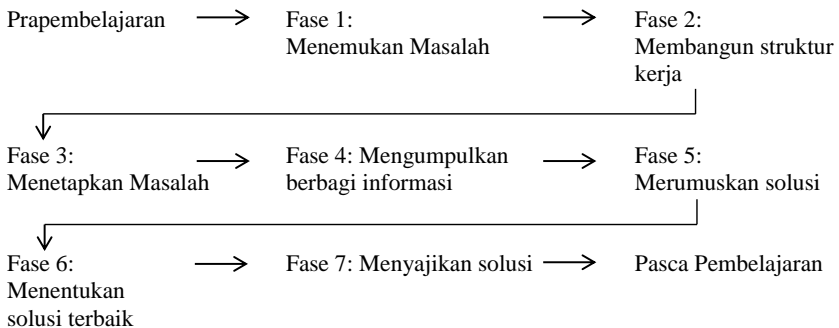 Prapembelajaran
Fase 1:
Menemukan Masalah
Fase 2:
Membangun struktur
kerja
Fase 3:
Menetapkan Masalah
Fase 4: Mengumpulkan
berbagi informasi
Fase 5:
Merumuskan solusi
Fase 6:
Menentukan
solusi terbaik
Fase 7: Menyajikan solusi
Pasca Pembelajaran